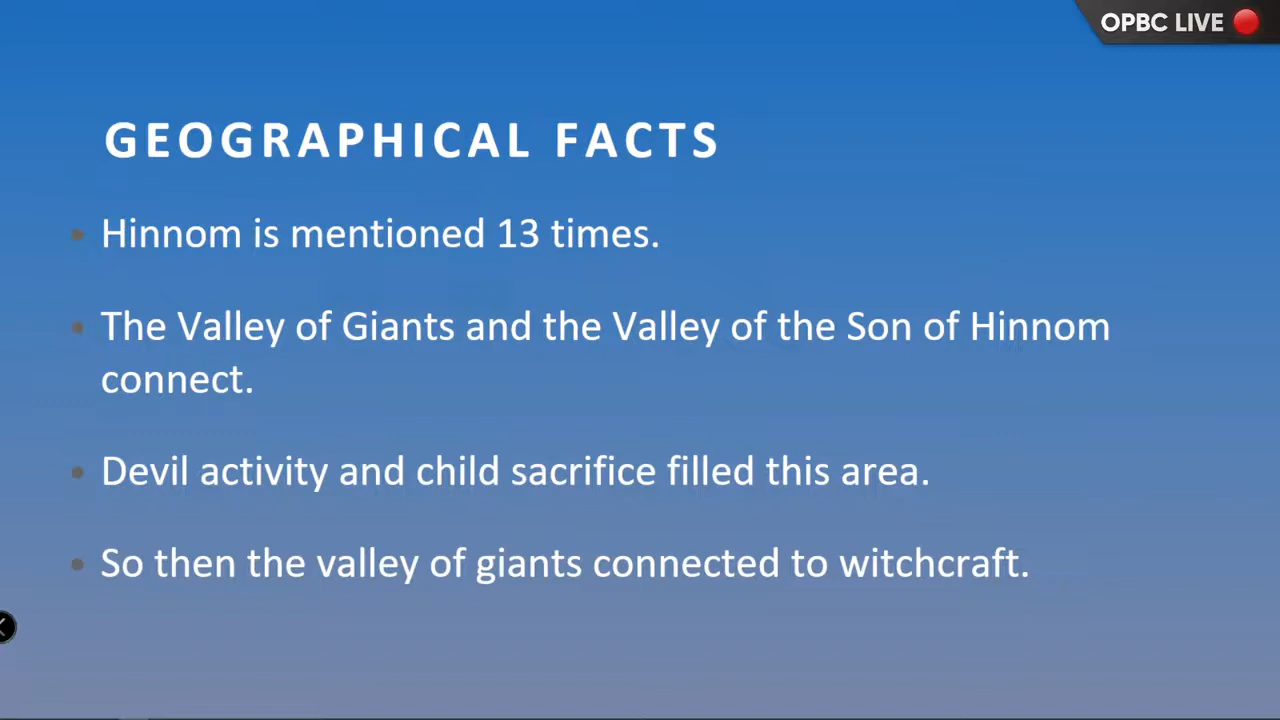 OPBC LIVE
GEOGRAPHICAL FACTS
Hinnom is mentioned 13 times.
The Valley of Giants and the Valley of the Son of Hinnom
connect.
Devil activity and child sacrifice filled this area.
So then the valley of giants connected to witchcraft.